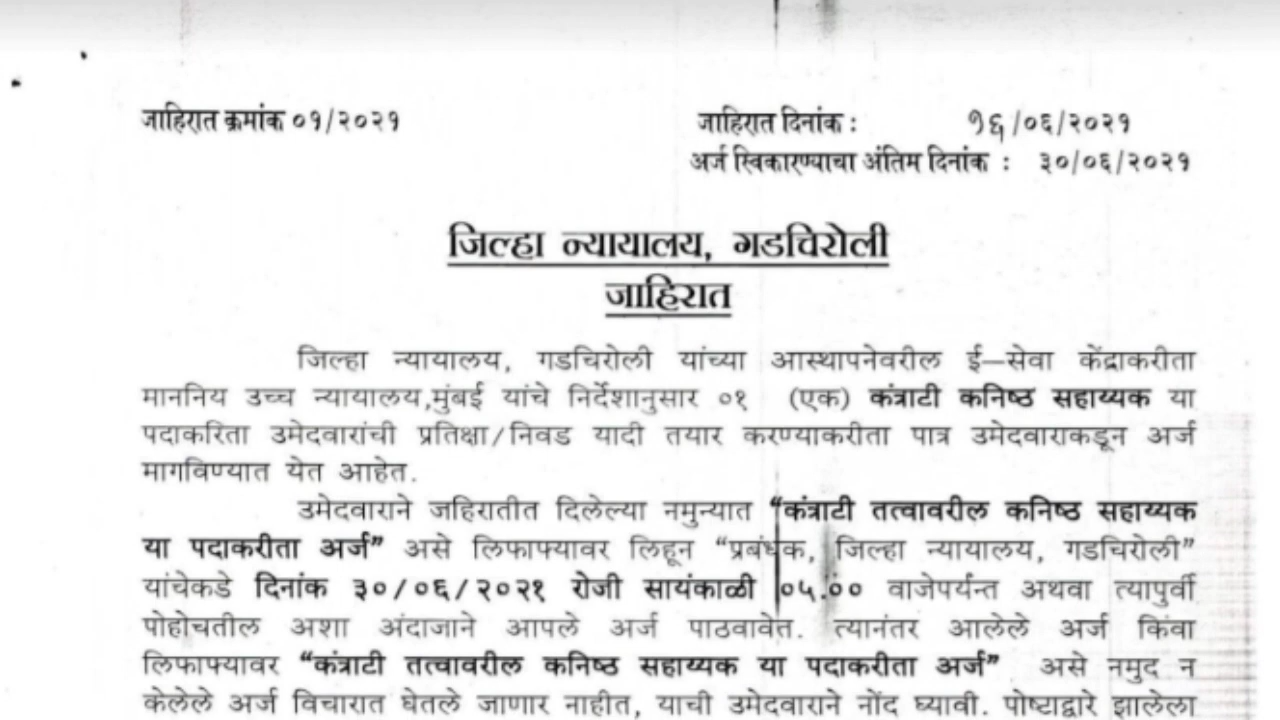 जाहिरात क्रमांक ०१/२०२१
जाहिरात दिनांक : १६/०६/२०२१
अर्ज स्विकारण्याचा अंतिम दिनांक : ३०/०६/२०२१
जिल्हा न्यायालय, गडचिरोली
जाहिरात
जिल्हा न्यायालय, गडचिरोली यांच्या आस्थापनेवरील ई–सेवा केंद्राकरीता
माननिय उच्च न्यायालय,मुंबई यांचे निर्देशानुसार ०१ (एक) कंत्राटी कनिष्ठ सहाय्यक या
पदाकरिता उमेदवारांची प्रतिक्षा/निवड यादी तयार करण्याकरीता पात्र उमेदवाराकडून अर्ज
मागविण्यात येत आहेत.
उमेदवाराने जहिरातीत दिलेल्या नमुन्यात “कंत्राटी तत्वावरील कनिष्ठ सहाय्यक
या पदाकरीता अर्ज” असे लिफाफ्यावर लिहून “प्रबंधक, जिल्हा न्यायालय, गडचिरोली”
यांचेकडे दिनांक ३०/०६/२०२१ रोजी सायंकाळी ०५.०० वाजेपर्यन्त अथवा त्यापुर्वी
पोहोचतील अशा अंदाजाने आपले अर्ज पाठवावेत. त्यानंतर आलेले अर्ज किंवा
लिफाफ्यावर “कंत्राटी तत्वावरील कनिष्ठ सहाय्यक या पदाकरीता अर्ज” असे नमुद न
केलेले अर्ज विचारात घेतले जाणार नाहीत, याची उमेदवाराने नोंद घ्यावी. पोष्टाद्वारे झालेला